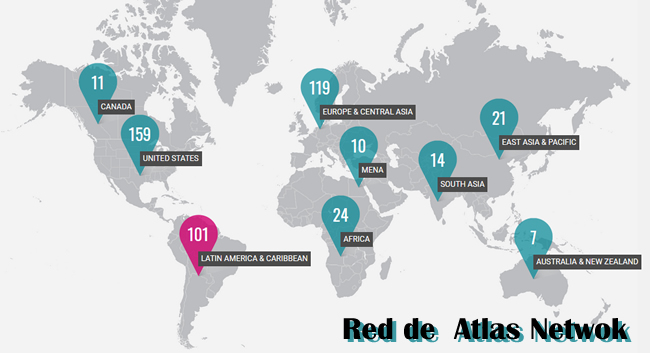 11
CANADA
159
UNITED STATES
101
LATIN AMERICA & CARIBBEAN
119
EUROPE & CENTRAL ASIA
10
MENA
24
AFRICA
14
SOUTH ASIA
21
EAST ASIA & PACIFIC
7
AUSTRALIA & NEW ZEALAND
Red de Atlas Netwok